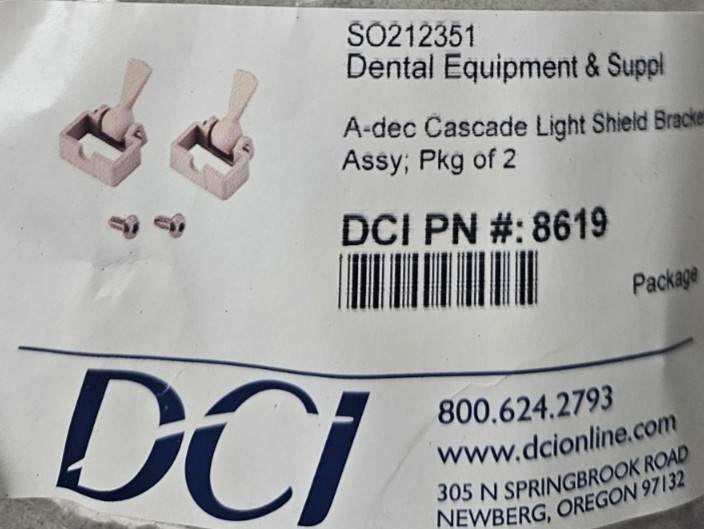 SO212351
Dental Equipment & Suppl
A-dec Cascade Light Shield Bracke
Assy; Pkg of 2
DCI PN #: 8619
Package
DCI
800.624.2793
www.dcionline.com
305 N SPRINGBROOK ROAD
NEWBERG, OREGON 97132